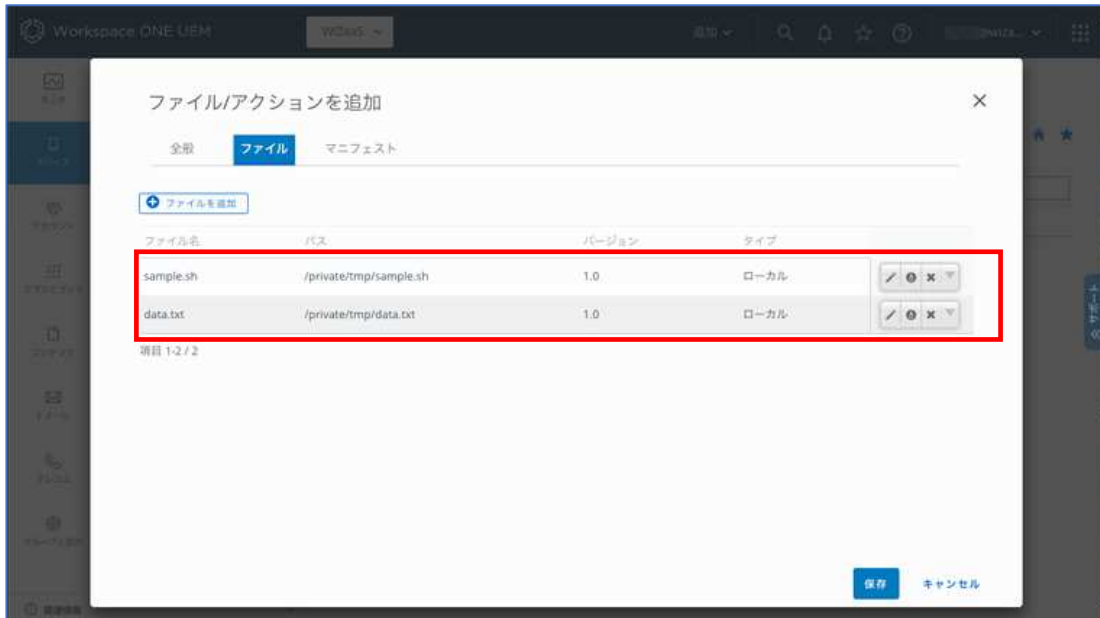 Workspace ONE UEM
追加
ファイル/アクションを追加
全般 ファイル マニフェスト
ファイルを追加
ファイル名 パス バージョン タイプ
sample.sh /private/tmp/sample.sh 1.0 ローカル
data.txt /private/tmp/data.txt 1.0 ローカル
項目 1-2 / 2
保存 キャンセル